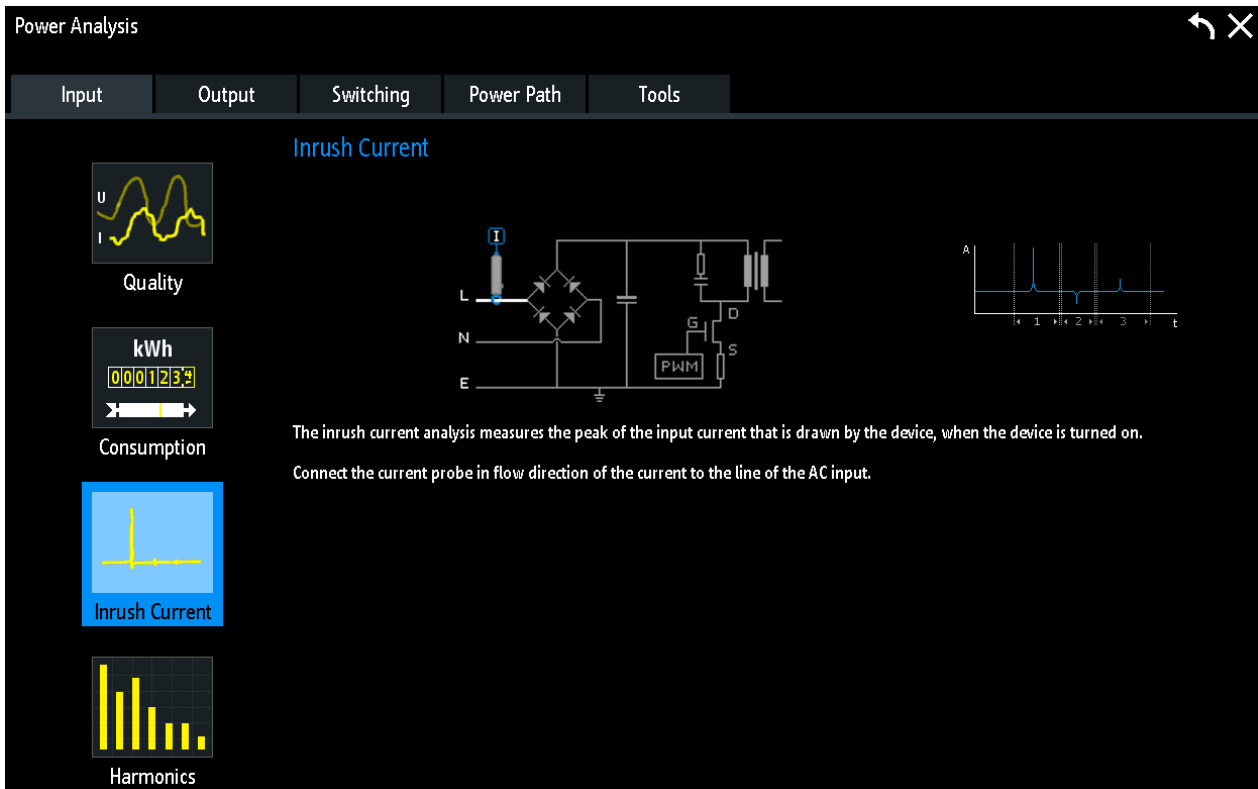 Power Analysis
Input Output Switching Power Path Tools
Inrush Current
U
I
Quality
kWh
000123
Consumption
Inrush Current
Harmonics
I
L
N
E
G
D
S
PWM
A
1 2 3 t
The inrush current analysis measures the peak of the input current that is drawn by the device, when the device is turned on.
Connect the current probe in flow direction of the current to the line of the AC input.